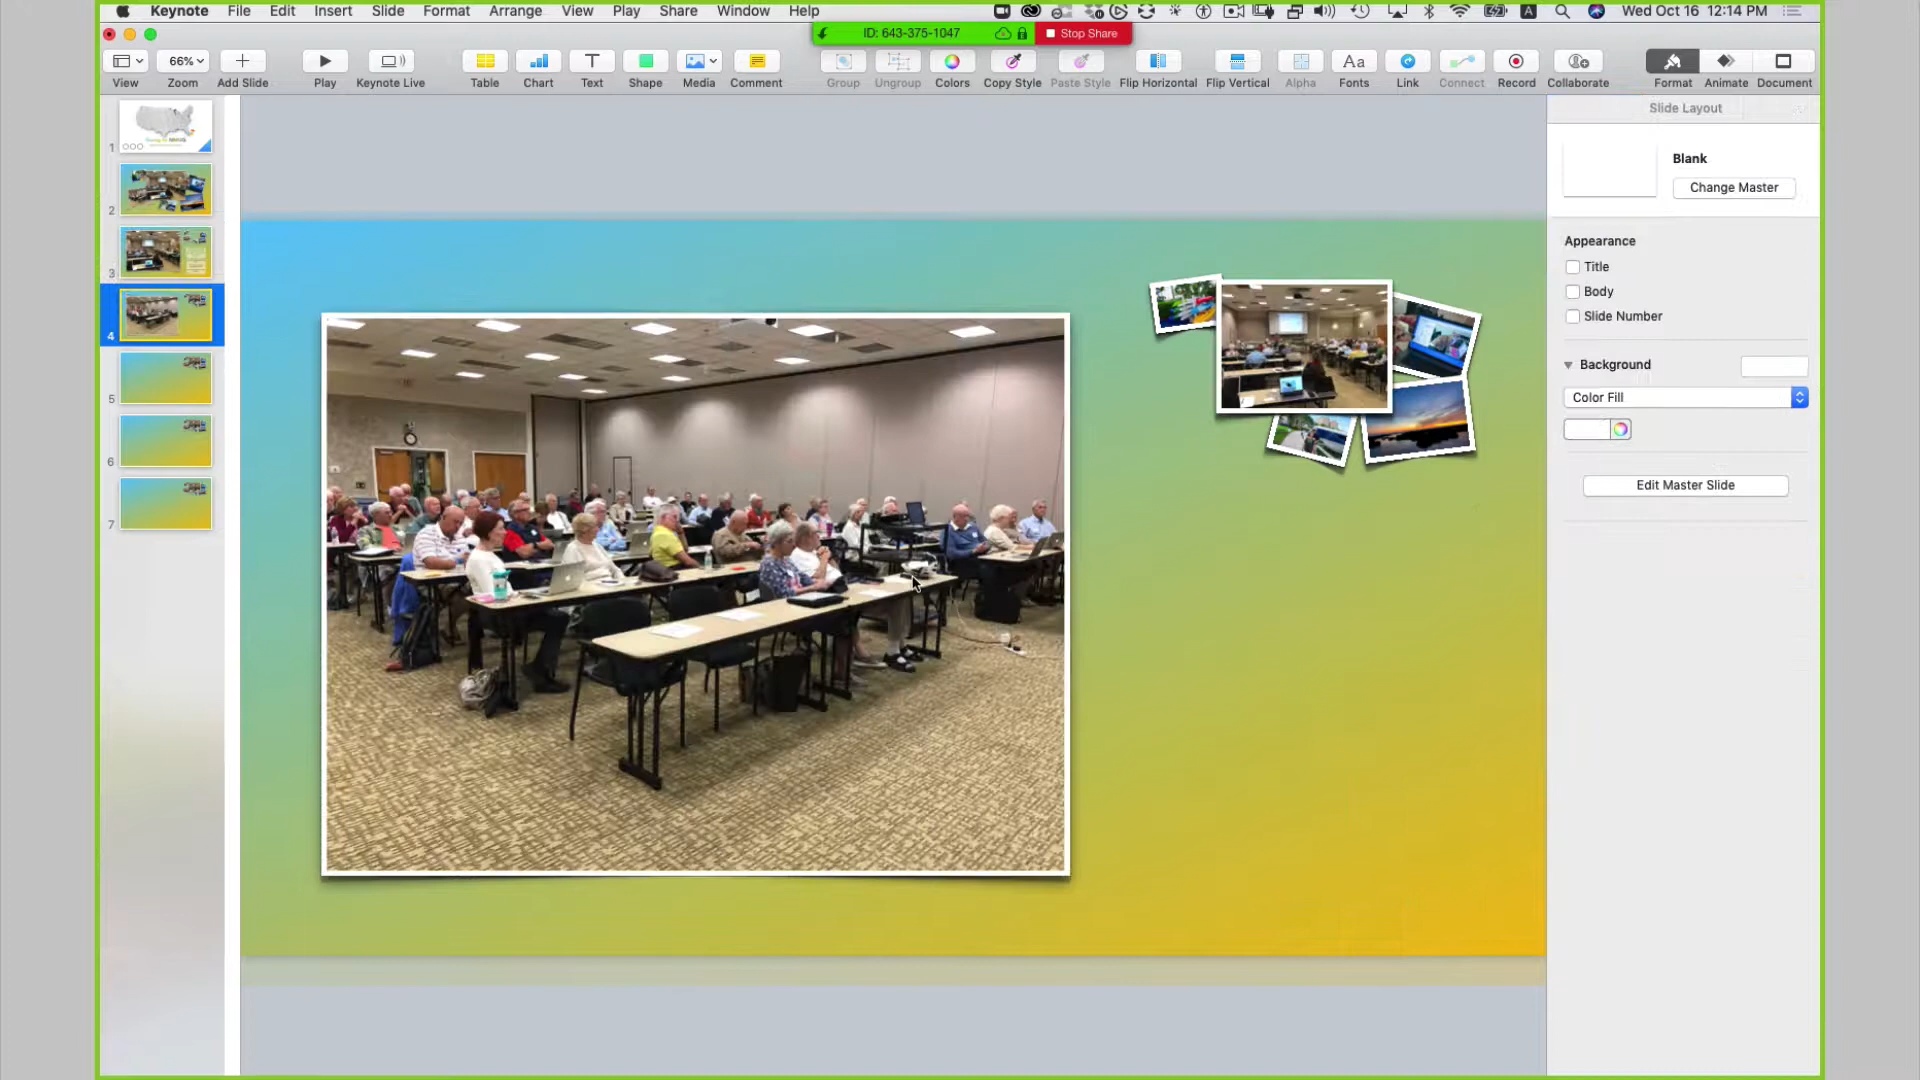 Keynote File Edit Insert Slide Format Arrange View Play Share Window Help A Wed Oct 16 12:14 PM
ID: 643-375-1047 Stop Share
66%
View Zoom Add Slide Play Keynote Live Table Chart Text Shape Media Comment Group Ungroup Colors Copy Style Paste Style Flip Horizontal Flip Vertical Alpha Fonts Link Connect Record Collaborate Format Animate Document
Slide Layout
Blank
Change Master
Appearance
Title
Body
Slide Number
Background
Color Fill
Edit Master Slide
1
2
3
4
5
6
7